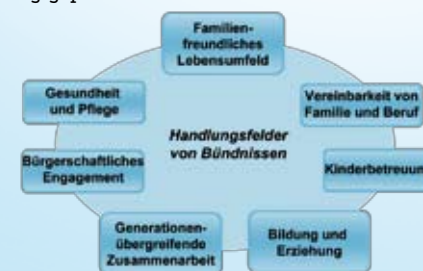 Familien-
freundliches
Lebensumfeld
Gesundheit
und Pflege
Vereinbarkeit von
Familie und Beruf
Handlungsfelder
von Bündnissen
Bürgerschaftliches
Engagement
Kinderbetreuun
Generationen-
übergreifende
Zusammenarbeit
Bildung und
Erziehung